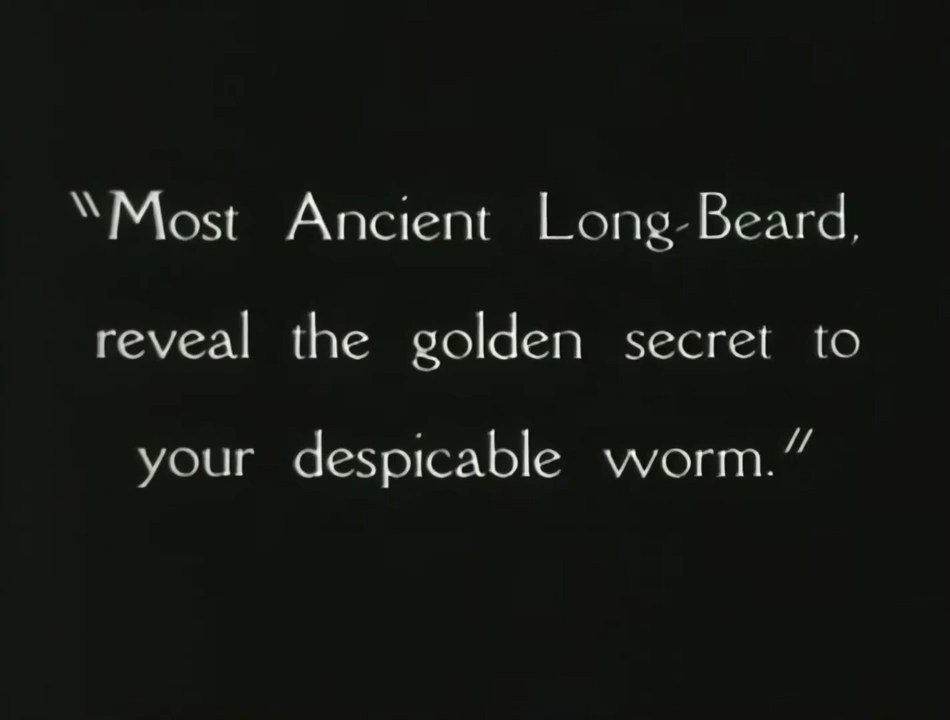 "Most Ancient Long-Beard,
reveal the golden secret to
your despicable worm."